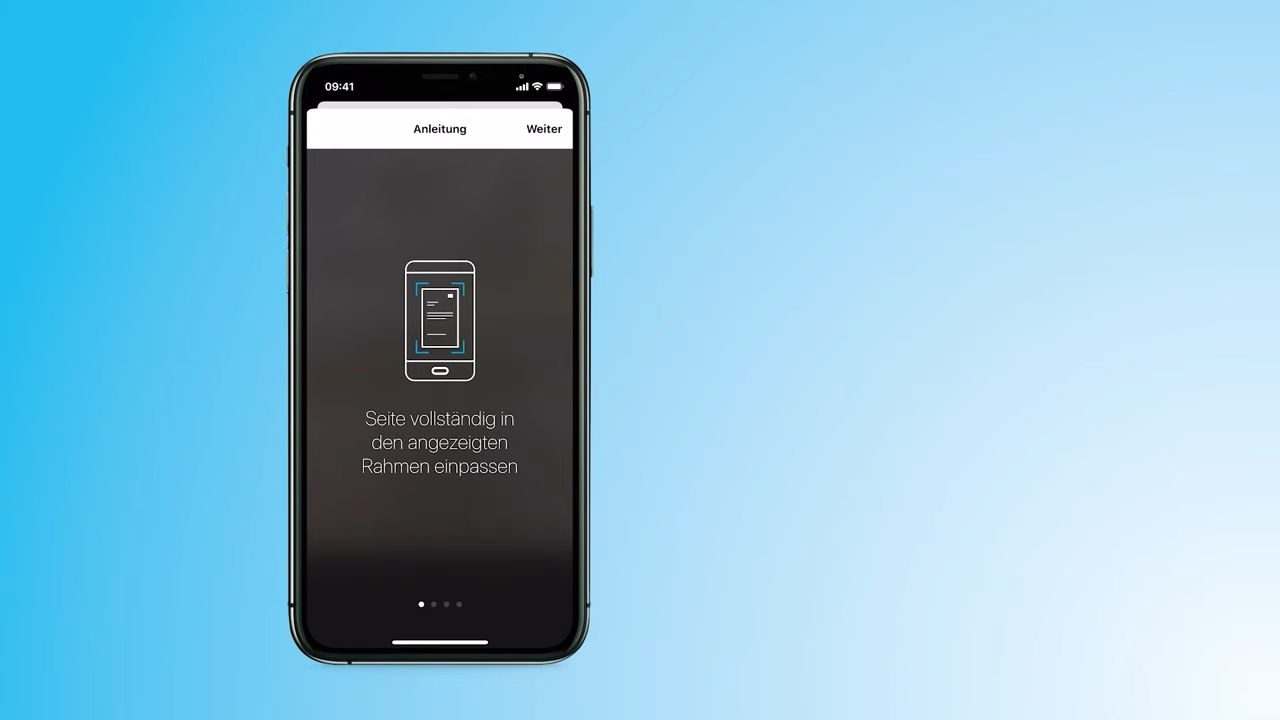 09:41
Anleitung Weiter
Seite vollständig in
den angezeigten
Rahmen einpassen